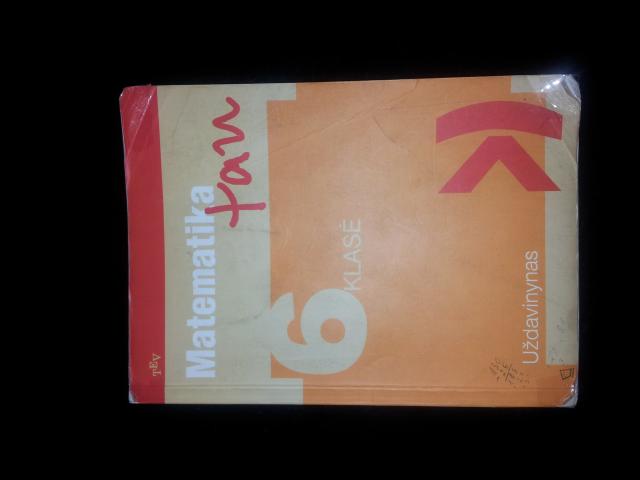 TEV
Matematika
tau
6
KLASĖ
K
Uždavinynas